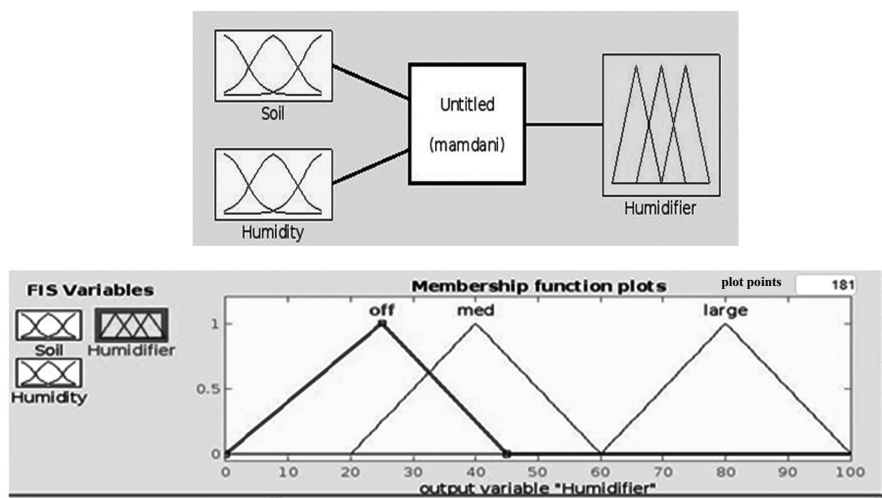 Soil
Untitled
(mamdani)
Humidity
Humidifier
FIS Variables
Membership function plots
plot points
181
off
med
large
Soil
Humidifier
Humidity
1
0.5
0
0 10 20 30 40 50 60 70 80 90 100
output variable "Humidifier"